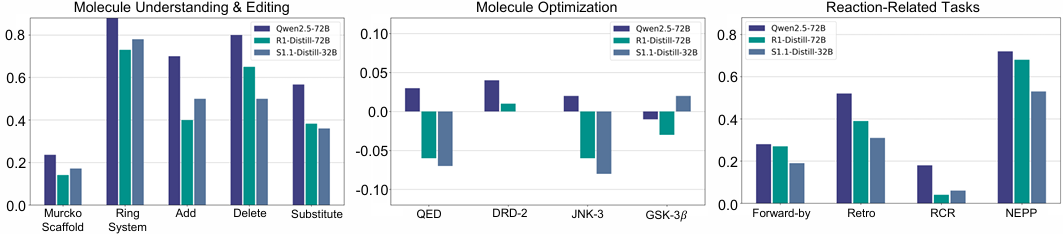 Molecule Understanding & Editing
0.8
0.6
0.4
0.2
0.0
Qwen2.5-72B
R1-Distill-72B
S1.1-Distill-32B
Murcko
Scaffold
Ring
System
Add
Delete
Substitute
Molecule Optimization
0.10
0.05
0.0
-0.05
-0.10
Qwen2.5-72B
R1-Distill-72B
S1.1-Distill-32B
QED
DRD-2
JNK-3
GSK-3β
Reaction-Related Tasks
0.8
0.6
0.4
0.2
0.0
Qwen2.5-72B
R1-Distill-72B
S1.1-Distill-32B
Forward-by
Retro
RCR
NEPP